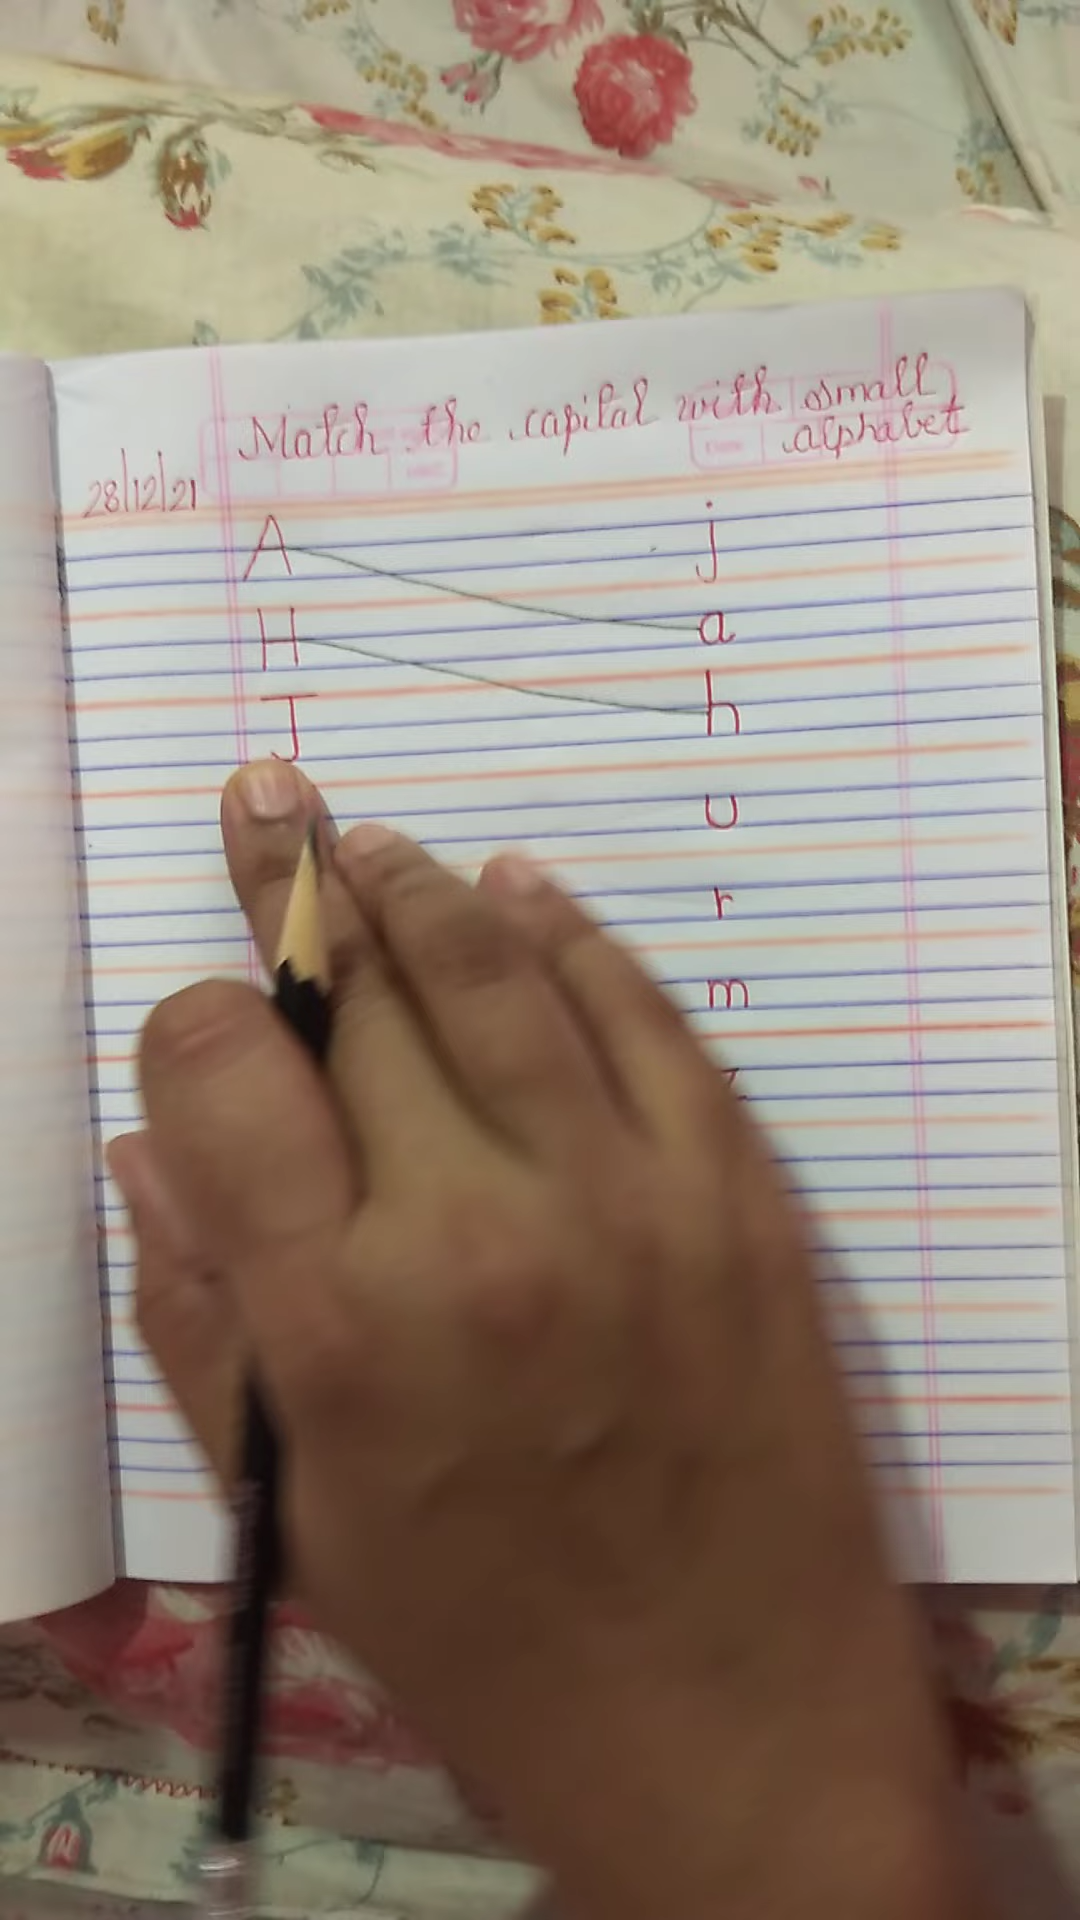 Match the capital with small
alphabet
28/12/21
A j
H a
J h
u
r
m